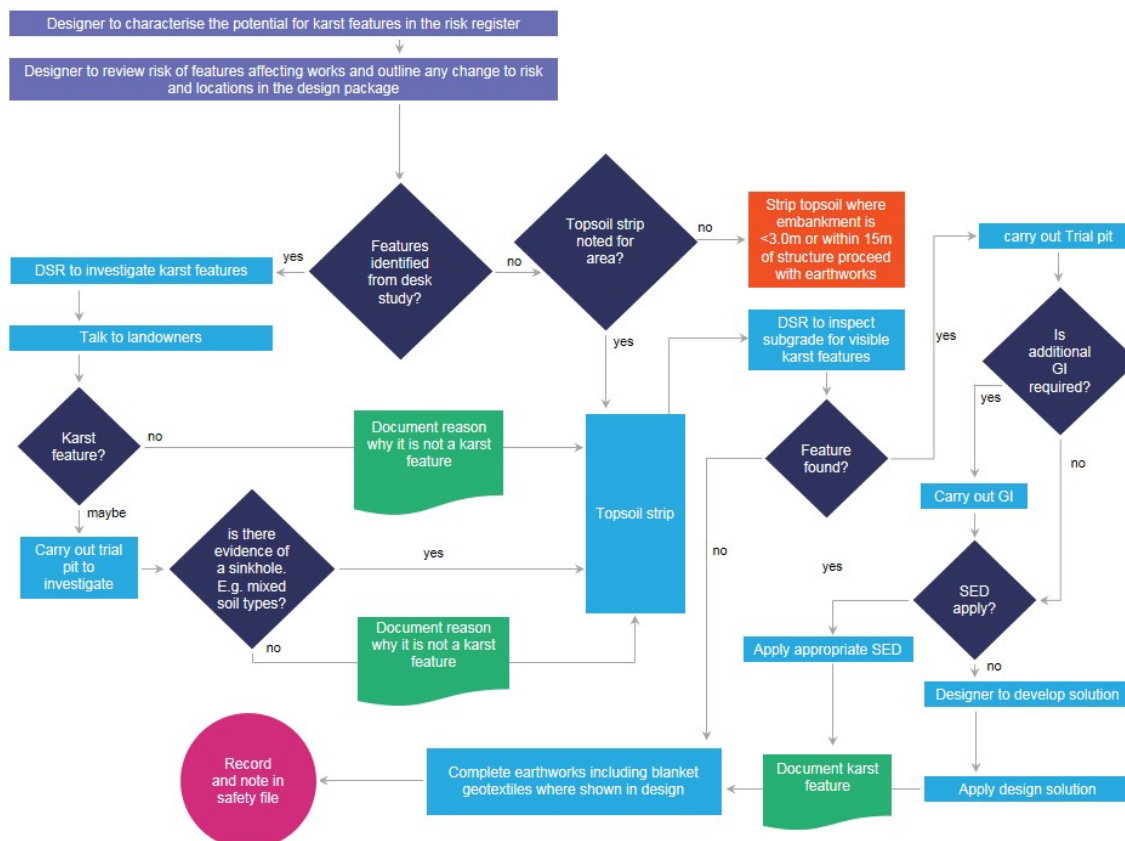 Designer to characterise the potential for karst features in the risk register
Designer to review risk of features affecting works and outline any change to risk
and locations in the design package
Features
identified
from desk
study?
yes
no
Topsoil strip
noted for
area?
no
yes
Strip topsoil where
embankment is
<3.0m or within 15m
of structure proceed
with earthworks
DSR to investigate karst features
Talk to landowners
Karst
feature?
no
maybe
Document reason
why it is not a karst
feature
Carry out trial
pit to
investigate
is there
evidence of
a sinkhole.
E.g. mixed
soil types?
yes
no
Document reason
why it is not a karst
feature
Topsoil strip
DSR to inspect
subgrade for visible
karst features
Feature
found?
yes
no
carry out Trial pit
Is
additional
GI
required?
yes
no
Carry out GI
SED
apply?
yes
no
Apply appropriate SED
Designer to develop solution
Apply design solution
Document karst
feature
Complete earthworks including blanket
geotextiles where shown in design
Record
and note in
safety file